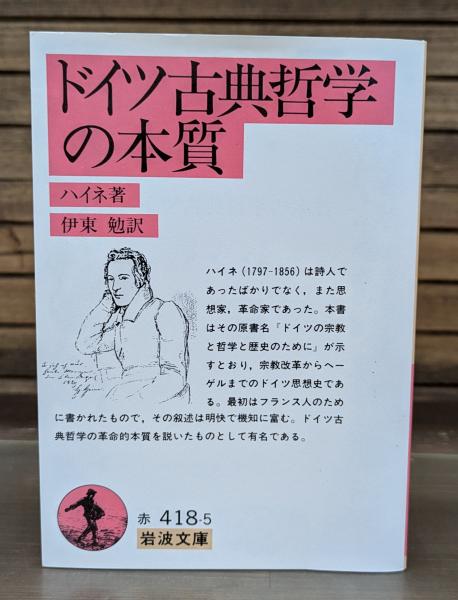 ドイツ古典哲学
の本質
ハイネ著
伊東 勉訳
ハイネ(1797-1856)は詩人で
あったばかりでなく,また思
想家,革命家であった。本書
はその原書名『ドイツの宗教
と哲学と歴史のために』が示
すとおり,宗教改革からヘー
ゲルまでのドイツ思想史であ
る。最初はフランス人のため
に書かれたもので,その叙述は明快で機知に富む。ドイツ古
典哲学の革命的本質を説いたものとして有名である。
赤 418-5
岩波文庫